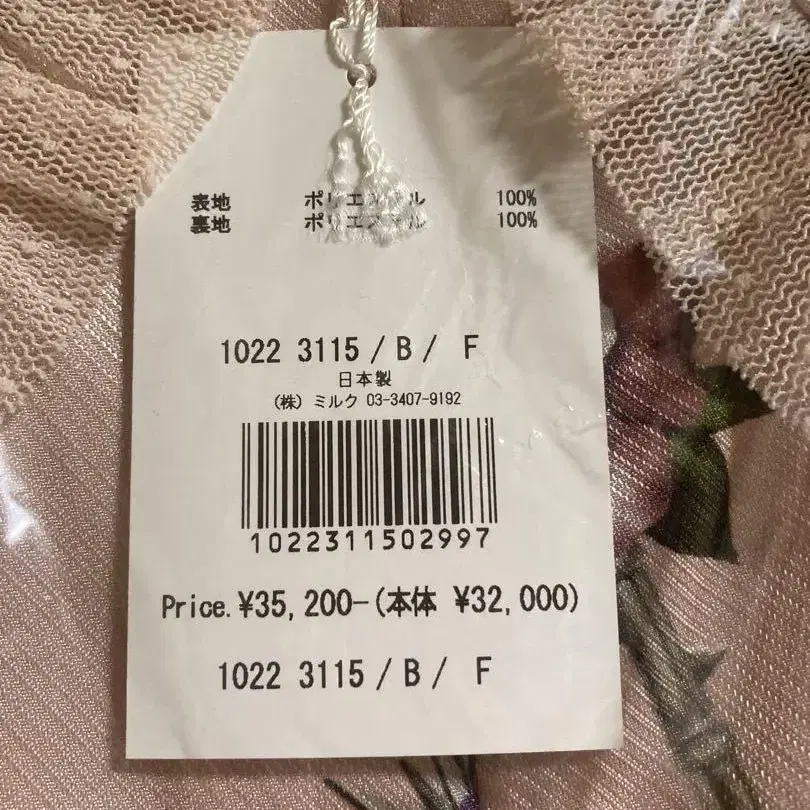 表地 ポリエステル 100%
裏地 ポリエステル 100%
1022 3115 / B / F
日本製
(株) ミルク 03-3407-9192
1022311502997
Price. ¥35,200-(本体 ¥32,000)
1022 3115 / B / F